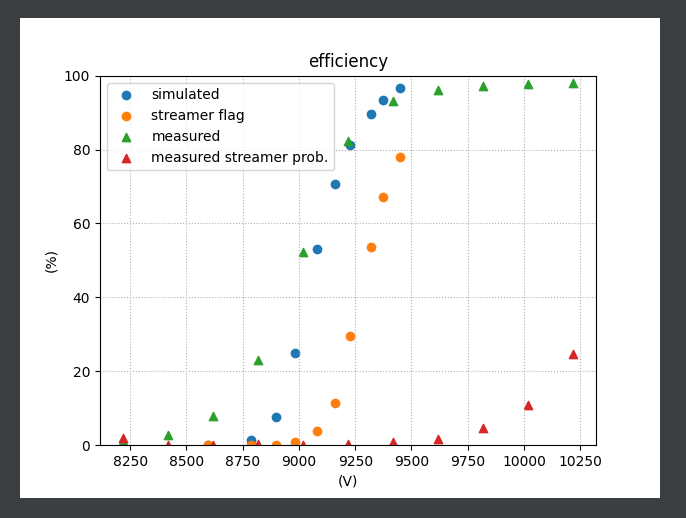 efficiency
simulated
streamer flag
measured
measured streamer prob.
100
80
60
40
20
0
(%)
8250 8500 8750 9000 9250 9500 9750 10000 10250
(V)